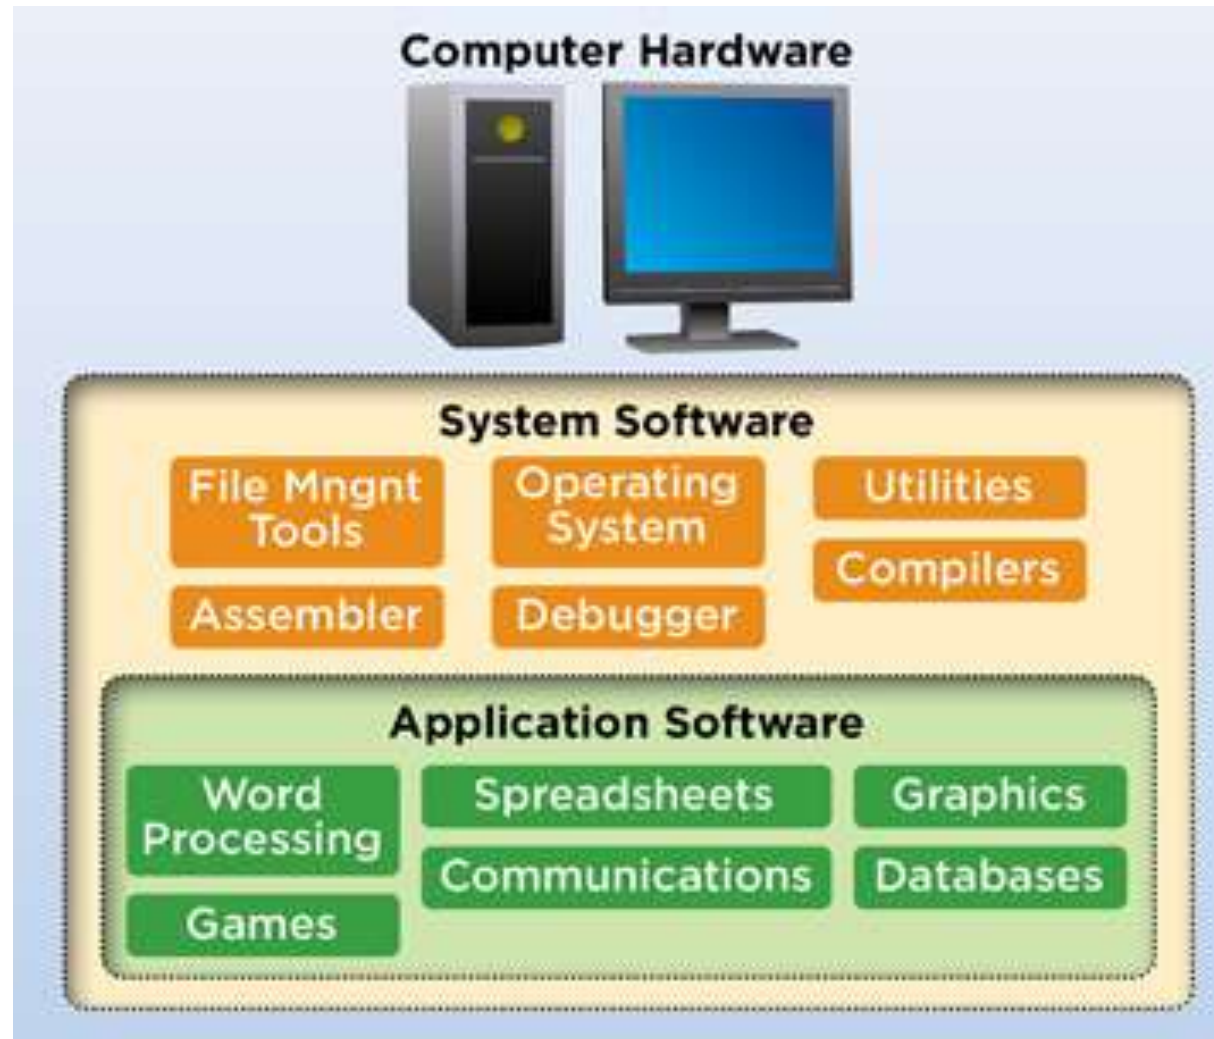 Computer Hardware
System Software
File Mngnt
Tools
Operating
System
Utilities
Compilers
Assembler
Debugger
Application Software
Word
Processing
Spreadsheets
Graphics
Communications
Databases
Games